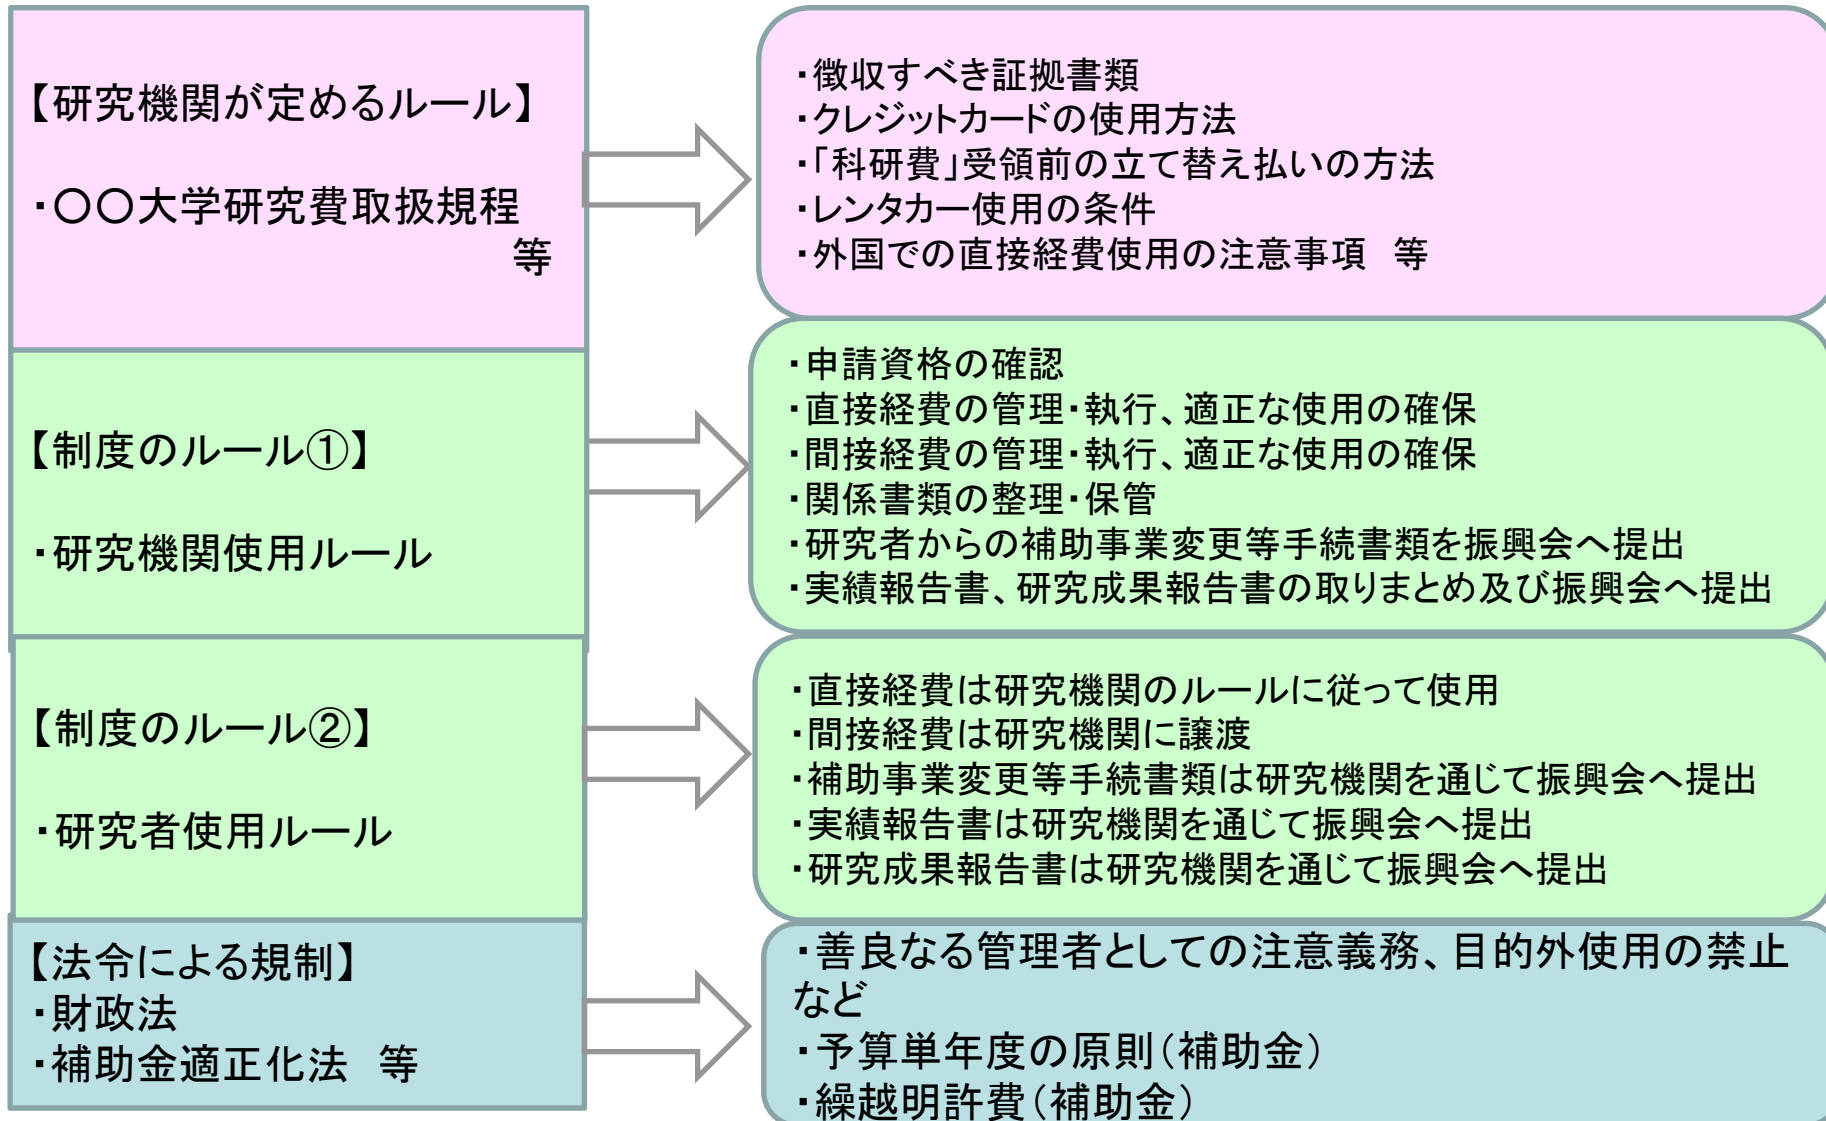 【研究機関が定めるルール】
・〇〇大学研究費取扱規程
等
・徴収すべき証拠書類
・クレジットカードの使用方法
・「科研費」受領前の立て替え払いの方法
・レンタカー使用の条件
・外国での直接経費使用の注意事項　等
【制度のルール①】
・研究機関使用ルール
・申請資格の確認
・直接経費の管理・執行、適正な使用の確保
・間接経費の管理・執行、適正な使用の確保
・関係書類の整理・保管
・研究者からの補助事業変更等手続書類を振興会へ提出
・実績報告書、研究成果報告書の取りまとめ及び振興会へ提出
【制度のルール②】
・研究者使用ルール
・直接経費は研究機関のルールに従って使用
・間接経費は研究機関に譲渡
・補助事業変更等手続書類は研究機関を通じて振興会へ提出
・実績報告書は研究機関を通じて振興会へ提出
・研究成果報告書は研究機関を通じて振興会へ提出
【法令による規制】
・財政法
・補助金適正化法　等
・善良なる管理者としての注意義務、目的外使用の禁止
など
・予算単年度の原則（補助金）
・繰越明許費（補助金）